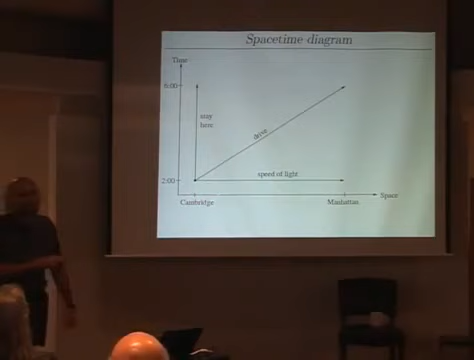 Spacetime diagram
Time
6:00
stay
here
drive
speed of light
2:00
Space
Cambridge
Manhattan